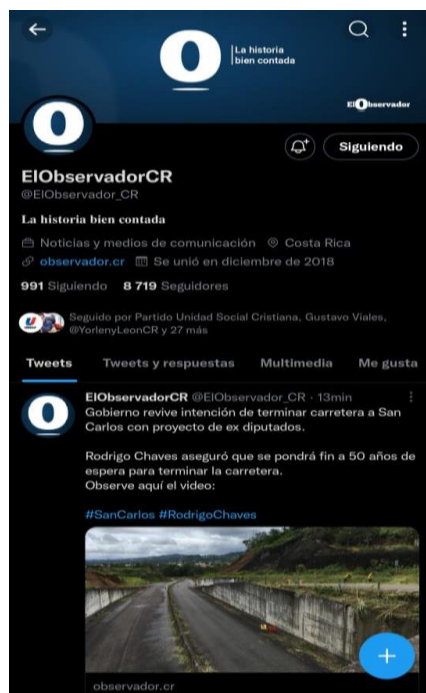 La historia
bien contada
ElObservador
ElObservadorCR
Siguiendo
@ElObservador_CR
La historia bien contada
Noticias y medios de comunicación Costa Rica
observador.cr Se unió en diciembre de 2018
991 Siguiendo 8 719 Seguidores
Seguido por Partido Unidad Social Cristiana, Gustavo Viales,
@YorlenyLeonCR y 27 más
Tweets Tweets y respuestas Multimedia Me gusta
ElObservadorCR @ElObservador_CR · 13min
Gobierno revive intención de terminar carretera a San
Carlos con proyecto de ex diputados.
Rodrigo Chaves aseguró que se pondrá fin a 50 años de
espera para terminar la carretera.
Observe aquí el video:
#SanCarlos #RodrigoChaves
observador.cr